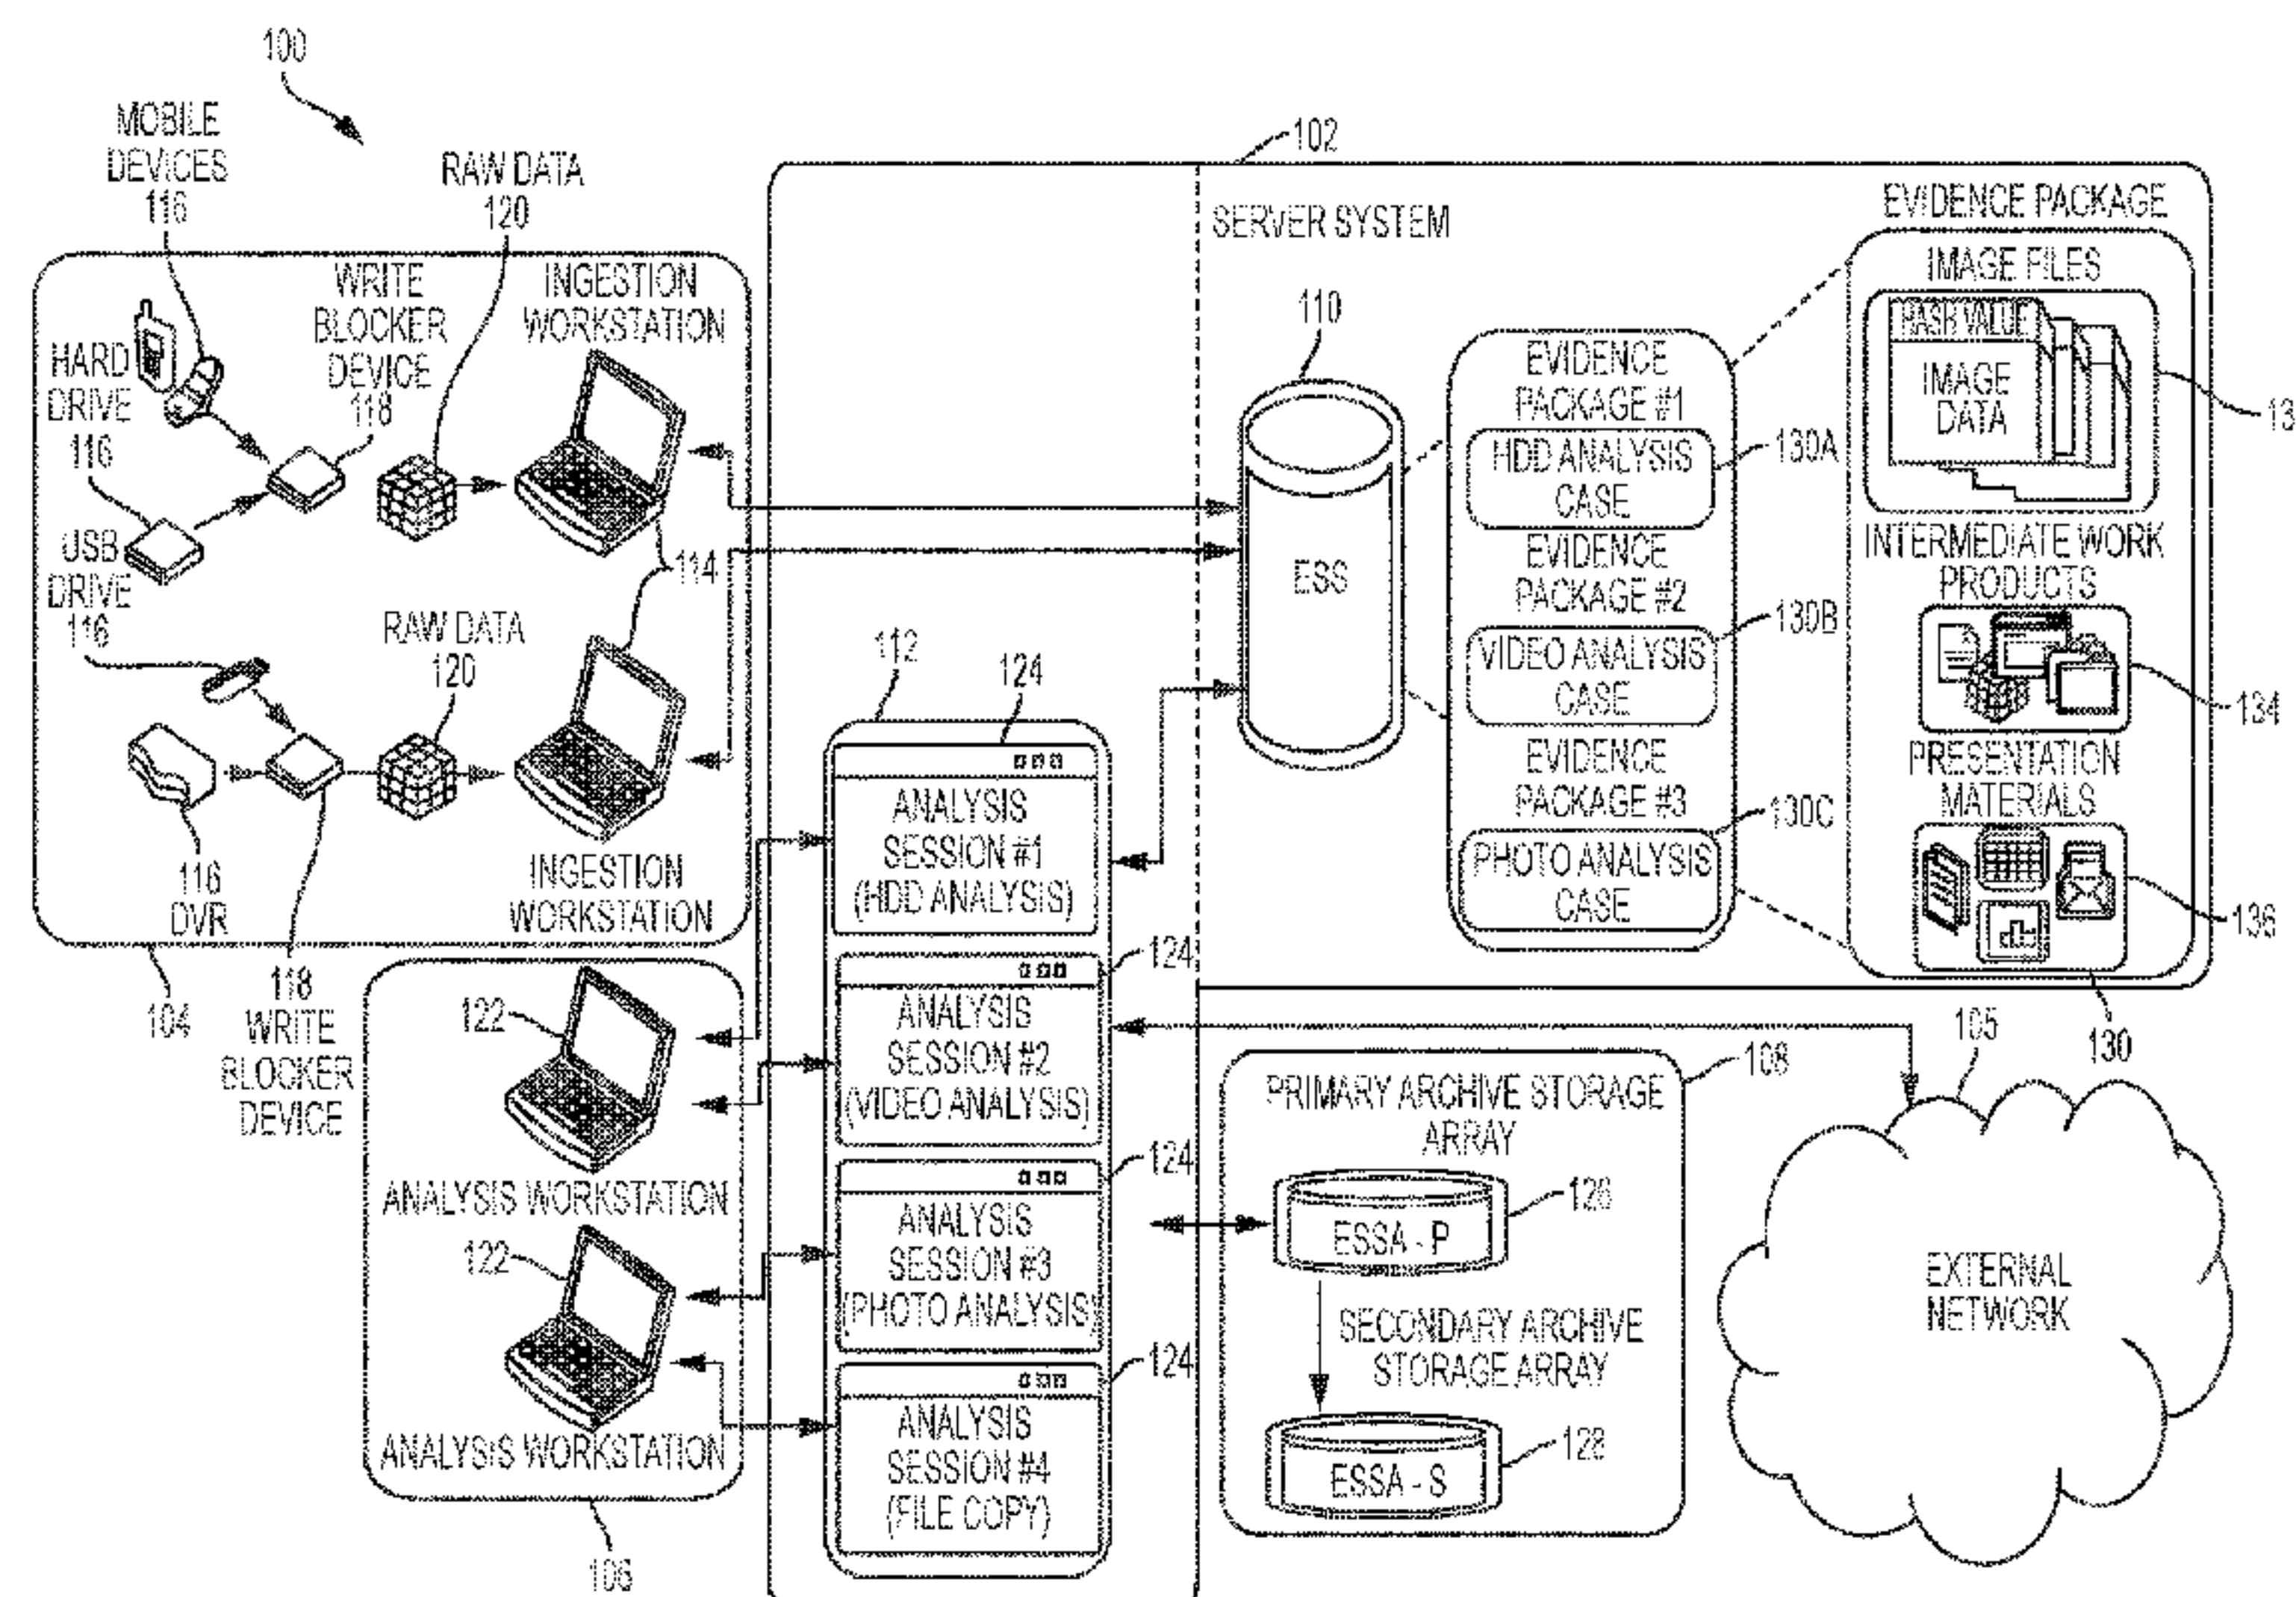 100
MOBILE
DEVICES
116
RAW DATA
120
102
SERVER SYSTEM
EVIDENCE PACKAGE
IMAGE FILES
HASH VALUE
IMAGE
DATA
13
WRITE
BLOCKER
DEVICE
118
INGESTION
WORKSTATION
HARD
DRIVE
116
USB
DRIVE
116
114
RAW DATA
120
116
DVR
INGESTION
WORKSTATION
104
118
WRITE
BLOCKER
DEVICE
110
ESS
EVIDENCE
PACKAGE #1
HDD ANALYSIS
CASE
130A
EVIDENCE
PACKAGE #2
VIDEO ANALYSIS
CASE
130B
EVIDENCE
PACKAGE #3
PHOTO ANALYSIS
CASE
130C
INTERMEDIATE WORK
PRODUCTS
134
PRESENTATION
MATERIALS
136
130
112
124
ANALYSIS
SESSION #1
(HDD ANALYSIS)
124
ANALYSIS
SESSION #2
(VIDEO ANALYSIS)
124
ANALYSIS
SESSION #3
(PHOTO ANALYSIS)
124
ANALYSIS
SESSION #4
(FILE COPY)
122
ANALYSIS WORKSTATION
122
ANALYSIS WORKSTATION
106
108
PRIMARY ARCHIVE STORAGE
ARRAY
126
ESSA - P
SECONDARY ARCHIVE
STORAGE ARRAY
ESSA - S
128
105
EXTERNAL
NETWORK